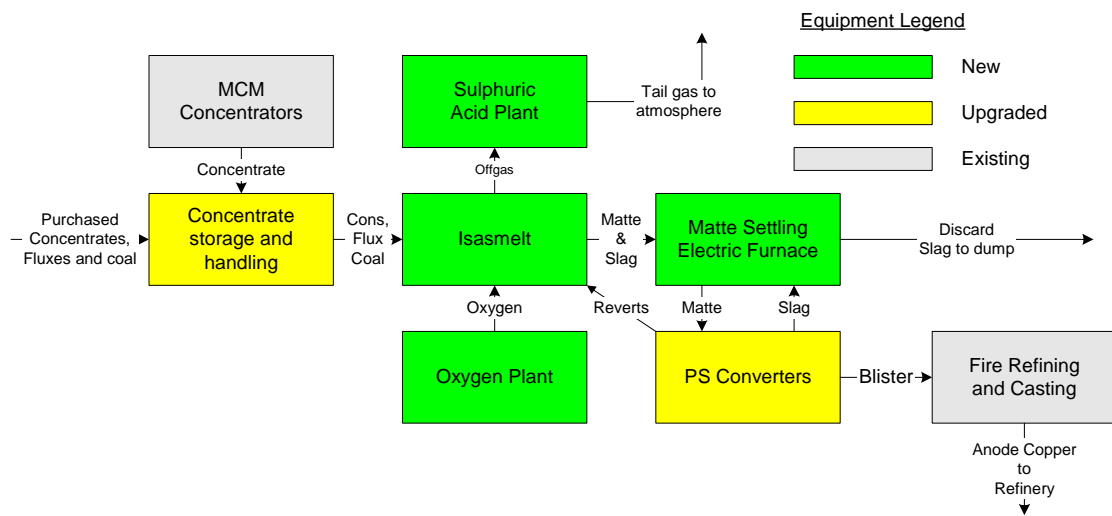 Equipment Legend
New
Upgraded
Existing
MCM
Concentrators
Sulphuric
Acid Plant
Tail gas to
atmosphere
Concentrate
Offgas
Purchased
Concentrates,
Fluxes and coal
Concentrate
storage and
handling
Cons,
Flux
Coal
Isasmelt
Matte
&
Slag
Matte Settling
Electric Furnace
Discard
Slag to dump
Oxygen
Reverts
Matte
Slag
Oxygen Plant
PS Converters
Blister
Fire Refining
and Casting
Anode Copper
to
Refinery